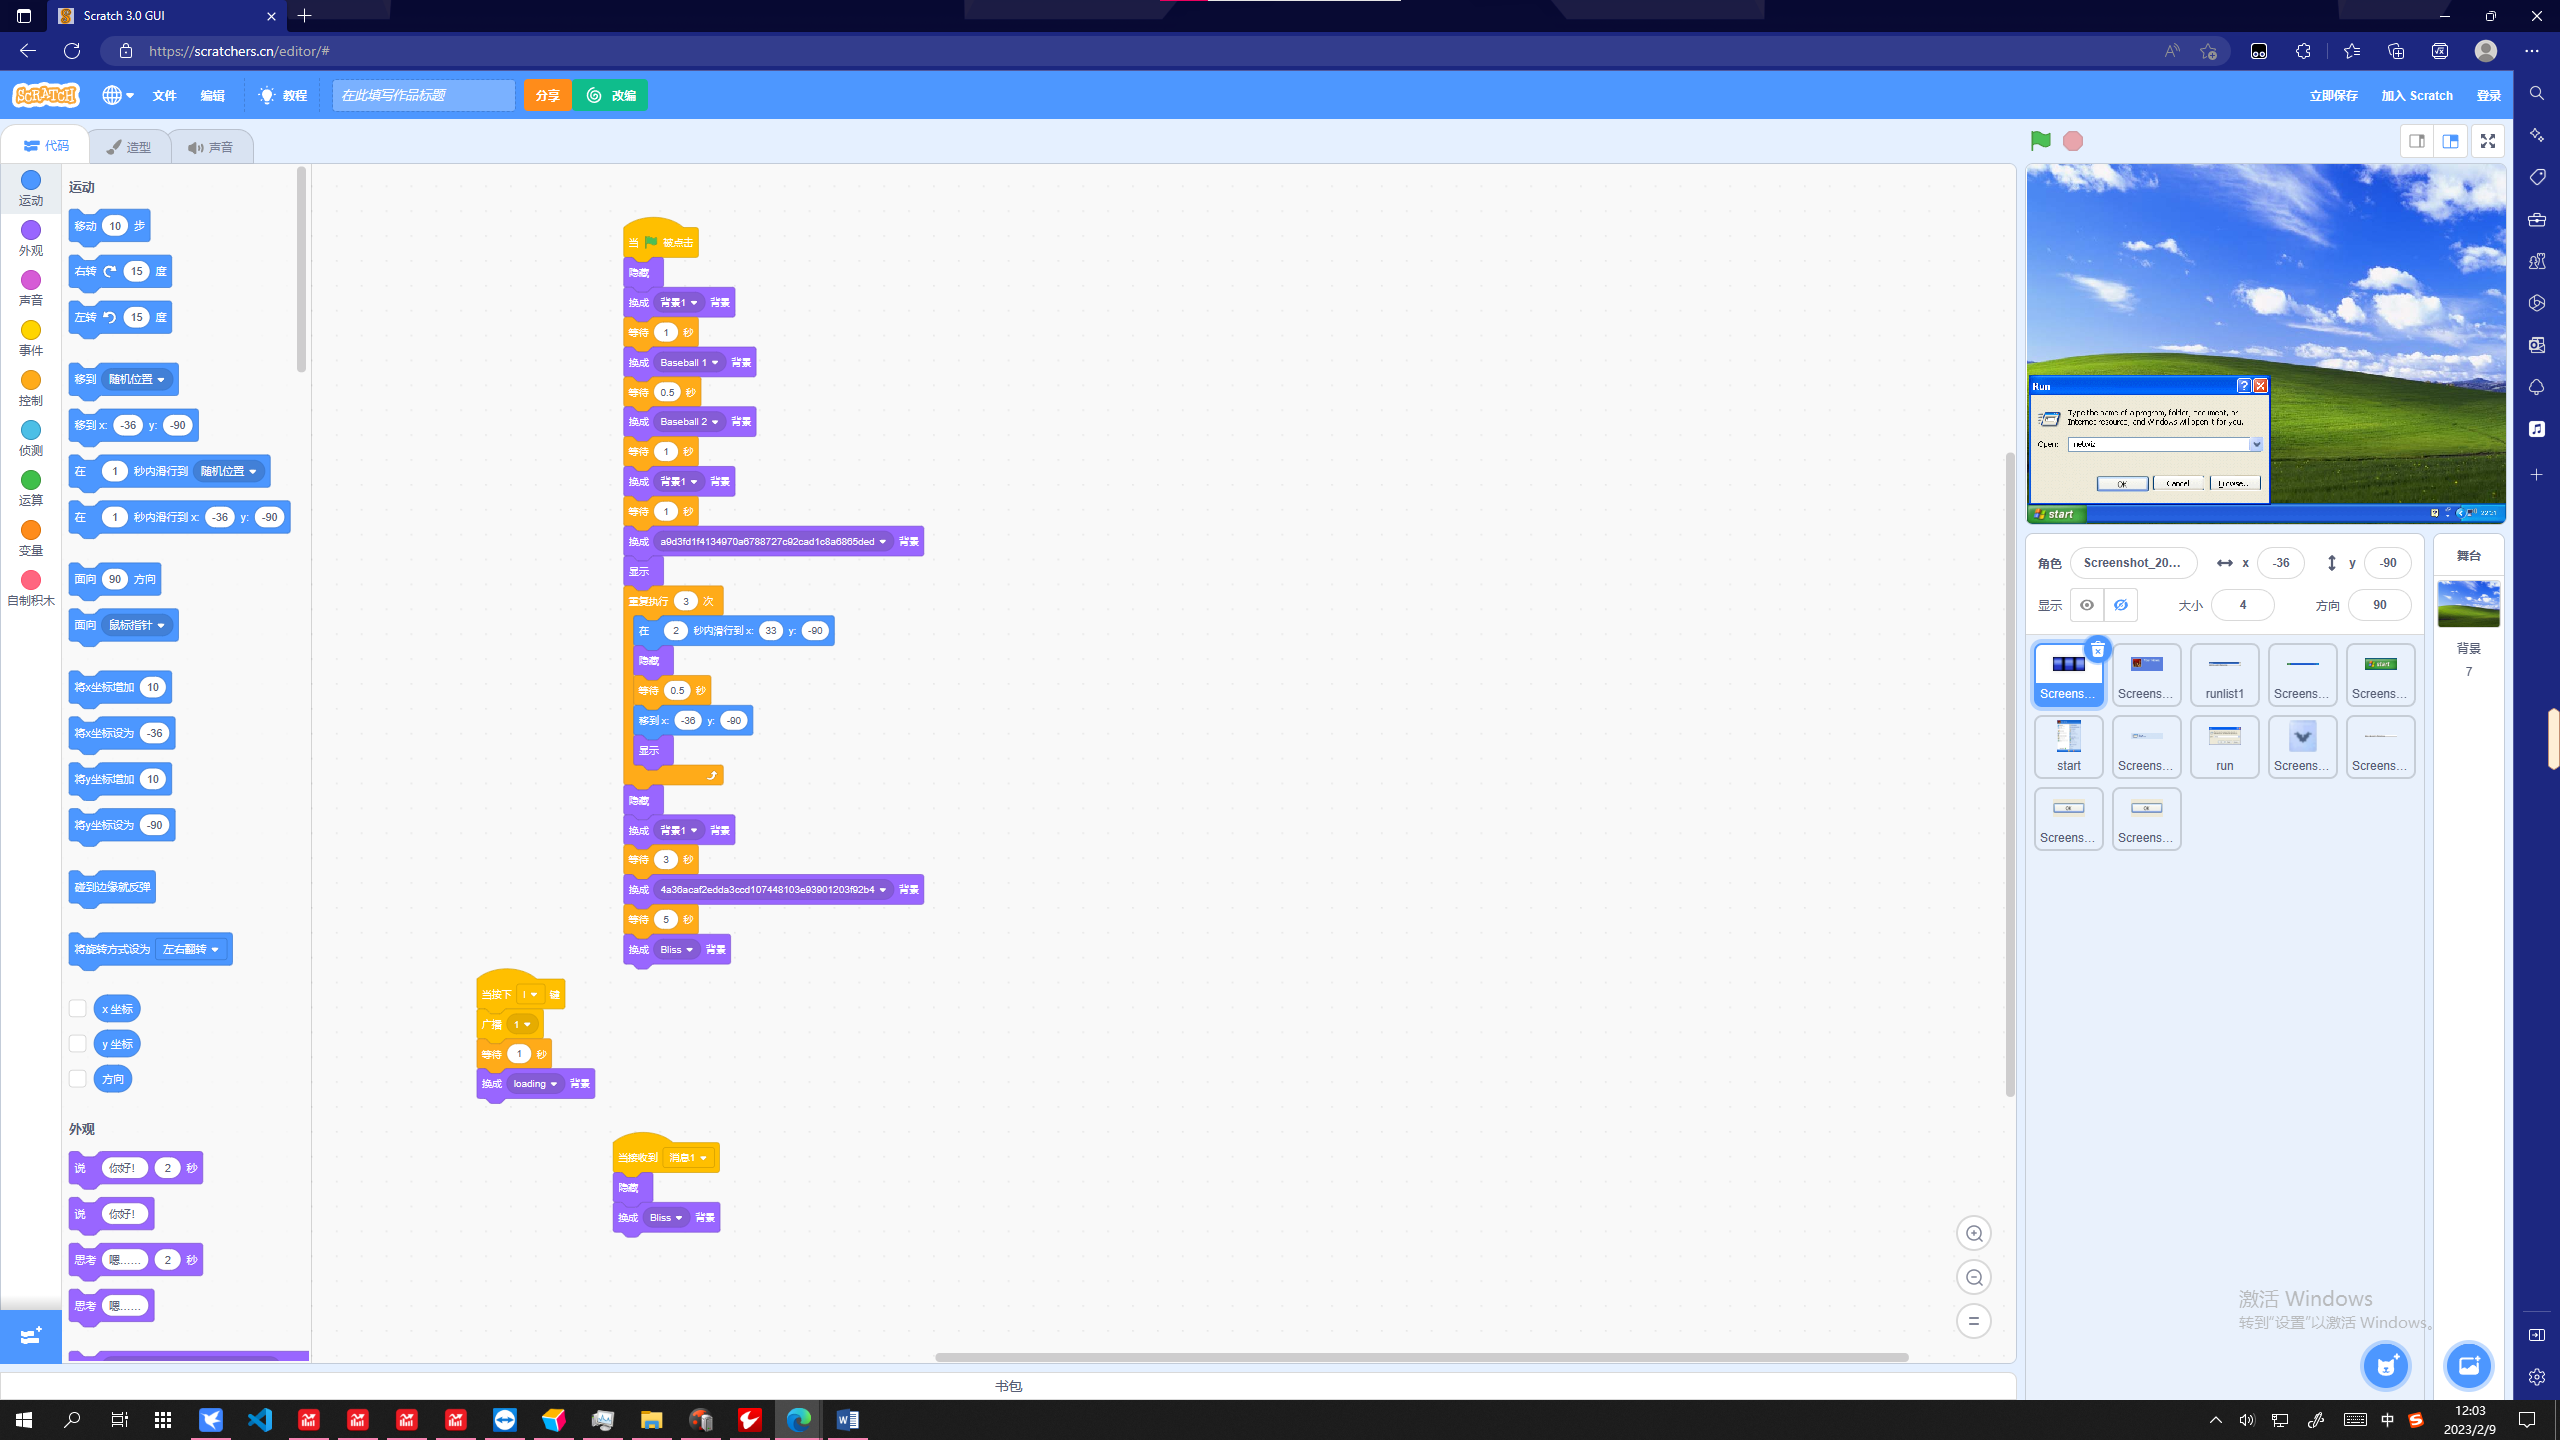 Scratch 3.0 GUI
https://scratchers.cn/editor/#
SCRATCH
文件
编辑
教程
在此填写作品标题
分享
改编
立即保存
加入 Scratch
登录
代码
造型
声音
运动
外观
声音
事件
控制
侦测
运算
变量
自制积木
运动
移动 10 步
右转 15 度
左转 15 度
移到 随机位置
移到 x: -36 y: -90
在 1 秒内滑行到 随机位置
在 1 秒内滑行到 x: -36 y: -90
面向 90 方向
面向 鼠标指针
将x坐标增加 10
将x坐标设为 -36
将y坐标增加 10
将y坐标设为 -90
碰到边缘就反弹
将旋转方式设为 左右翻转
x 坐标
y 坐标
方向
外观
说 你好！ 2 秒
说 你好！
思考 嗯…… 2 秒
思考 嗯……
当 被点击
隐藏
换成 背景1 背景
等待 1 秒
换成 Baseball 1 背景
等待 0.5 秒
换成 Baseball 2 背景
等待 1 秒
换成 背景1 背景
等待 1 秒
换成 a9d3fd1f4134970a6788727c92cad1c8a6865ded 背景
显示
重复执行 3 次
在 2 秒内滑行到 x: 33 y: -90
隐藏
等待 0.5 秒
移到 x: -36 y: -90
显示
隐藏
换成 背景1 背景
等待 3 秒
换成 4a36acaf2edda3ccd107448103e93901203f92b4 背景
等待 5 秒
换成 Bliss 背景
当按下 l 键
广播 1
等待 1 秒
换成 loading 背景
当接收到 消息1
隐藏
换成 Bliss 背景
书包
Run
Type the name of a program, folder, document, or
Internet resource, and Windows will open it for you.
Open: netwiz
OK Cancel Browse...
start
角色 Screenshot_20... x -36 y -90
显示 大小 4 方向 90
Screens... Screens... runlist1 Screens... Screens...
start Screens... run Screens... Screens...
Screens... Screens...
舞台
背景
7
激活 Windows
转到"设置"以激活 Windows。
中
12:03
2023/2/9